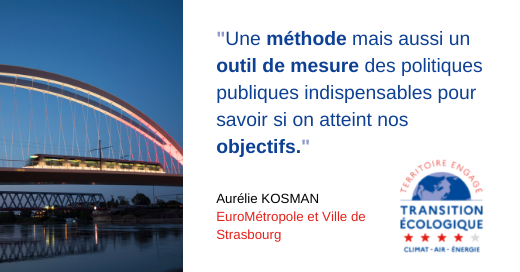 "Une méthode mais aussi un
outil de mesure des politiques
publiques indispensables pour
savoir si on atteint nos
objectifs."
Aurélie KOSMAN
EuroMétropole et Ville de
Strasbourg
TERRITOIRE ENGAGÉ
TRANSITION
ÉCOLOGIQUE
CLIMAT - AIR - ÉNERGIE